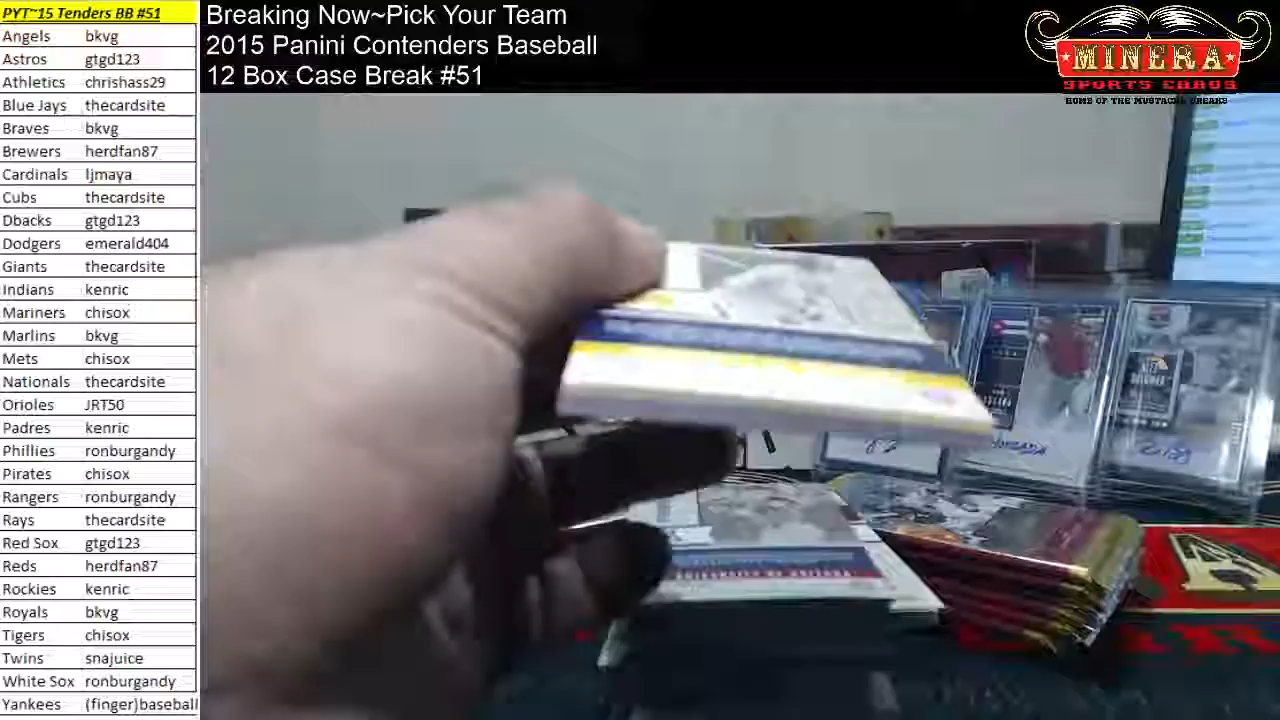 PYT~15 Tenders BB #51
Angels bkvg
Astros gtgd123
Athletics chrishass29
Blue Jays thecardsite
Braves bkvg
Brewers herdfan87
Cardinals ljmaya
Cubs thecardsite
Dbacks gtgd123
Dodgers emerald404
Giants thecardsite
Indians kenric
Mariners chisox
Marlins bkvg
Mets chisox
Nationals thecardsite
Orioles JRT50
Padres kenric
Phillies ronburgandy
Pirates chisox
Rangers ronburgandy
Rays thecardsite
Red Sox gtgd123
Reds herdfan87
Rockies kenric
Royals bkvg
Tigers chisox
Twins snajuice
White Sox ronburgandy
Yankees (finger)baseball
Breaking Now~Pick Your Team
2015 Panini Contenders Baseball
12 Box Case Break #51
MINERA
SPORTS CARDS
HOME OF THE MUSTACHE BREAKS